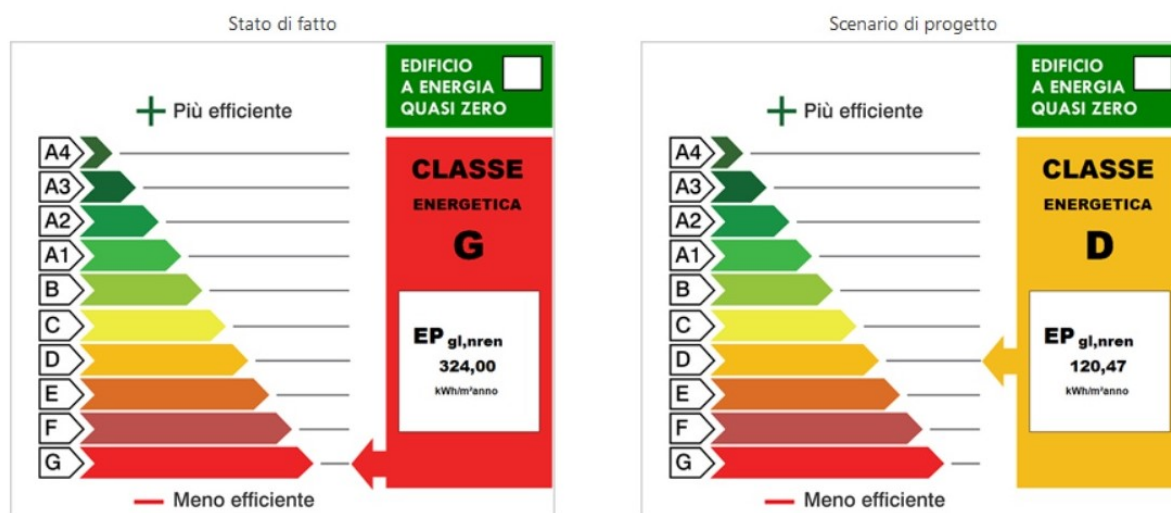 Stato di fatto
EDIFICIO
A ENERGIA
QUASI ZERO
Più efficiente
A4
A3
A2
A1
B
C
D
E
F
G
Meno efficiente
CLASSE
ENERGETICA
G
EP gl,nren
324,00
kWh/m²anno
Scenario di progetto
EDIFICIO
A ENERGIA
QUASI ZERO
Più efficiente
A4
A3
A2
A1
B
C
D
E
F
G
Meno efficiente
CLASSE
ENERGETICA
D
EP gl,nren
120,47
kWh/m²anno